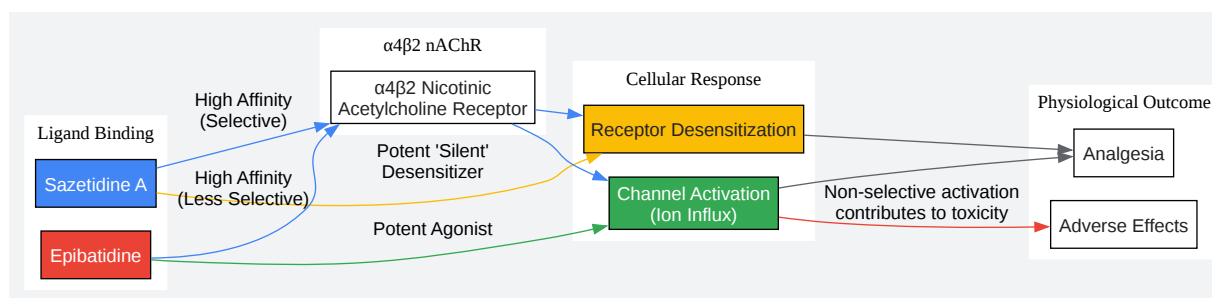 Ligand Binding
Sazetidine A
Epibatidine
High Affinity
(Selective)
High Affinity
(Less Selective)
α4β2 nAChR
α4β2 Nicotinic
Acetylcholine Receptor
Potent 'Silent'
Desensitizer
Potent Agonist
Cellular Response
Receptor Desensitization
Channel Activation
(Ion Influx)
Non-selective activation
contributes to toxicity
Physiological Outcome
Analgesia
Adverse Effects